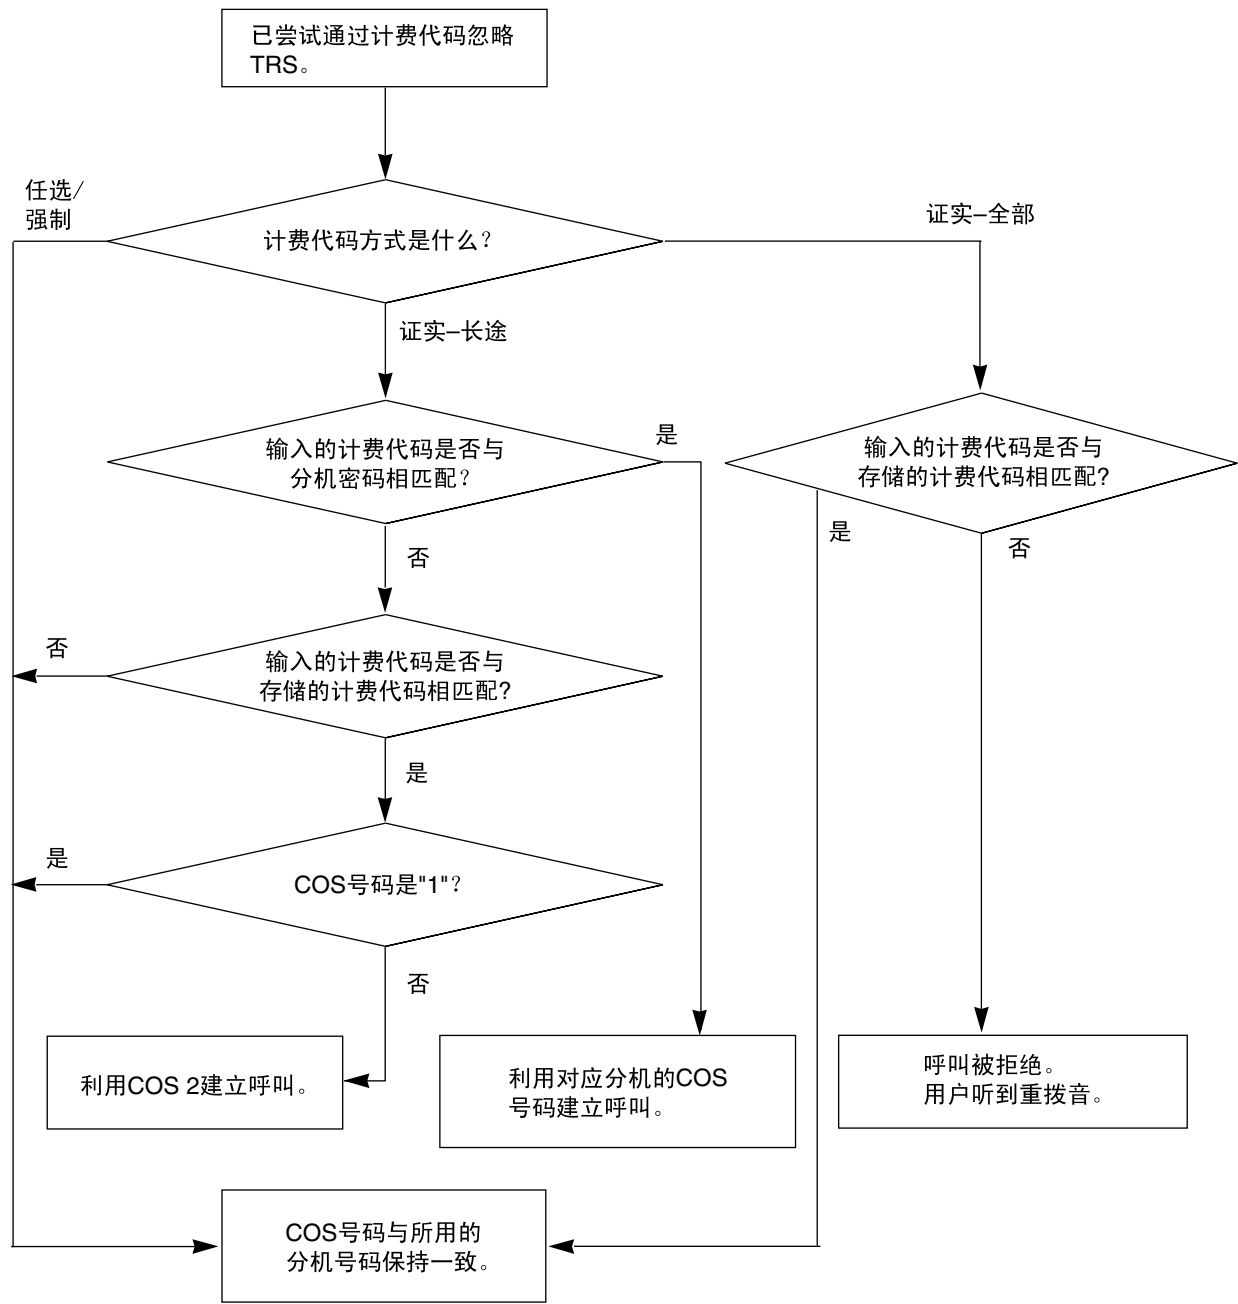 已尝试通过计费代码忽略
TRS。
任选/
强制
证实–全部
计费代码方式是什么？
证实–长途
是
输入的计费代码是否与
分机密码相匹配？
输入的计费代码是否与
存储的计费代码相匹配?
是
否
否
否
输入的计费代码是否与
存储的计费代码相匹配?
是
是
COS号码是"1"？
否
利用COS 2建立呼叫。
利用对应分机的COS
号码建立呼叫。
呼叫被拒绝。
用户听到重拨音。
COS号码与所用的
分机号码保持一致。